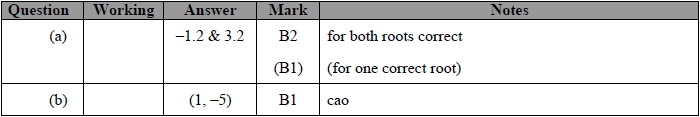 Question Working Answer Mark Notes
(a) –1.2 & 3.2 B2 for both roots correct
(B1) (for one correct root)
(b) (1, –5) B1 cao